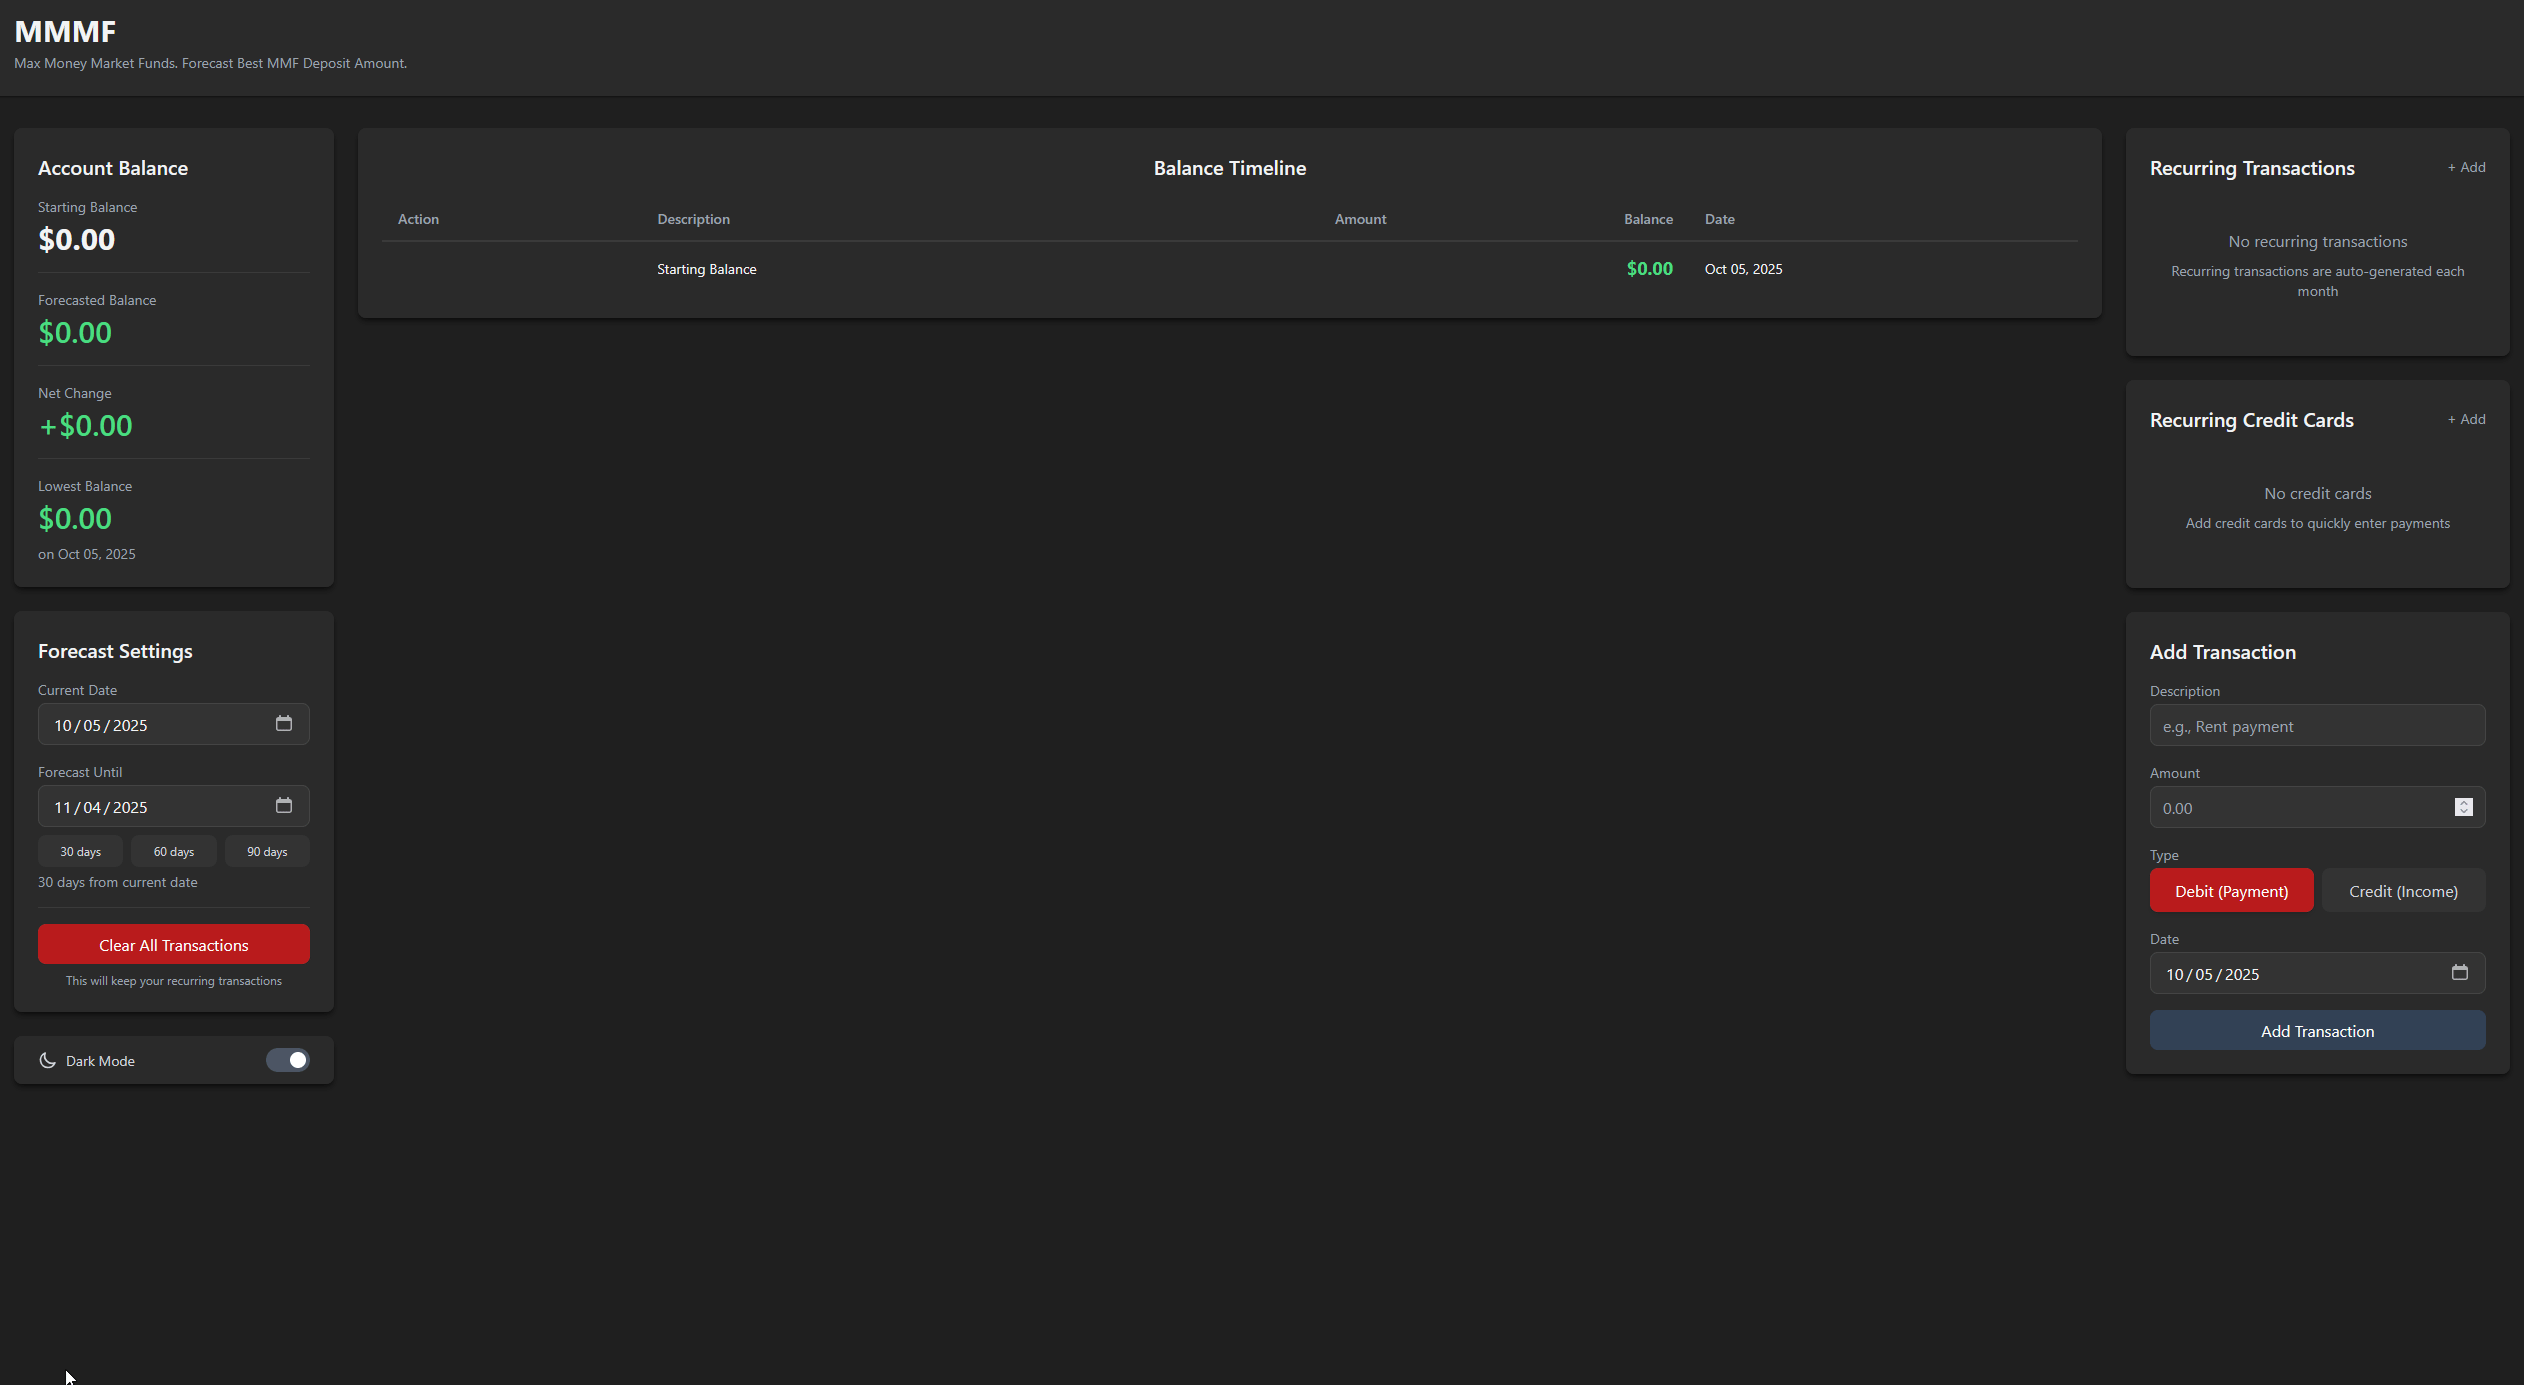 MMMF
Max Money Market Funds. Forecast Best MMF Deposit Amount.
Account Balance
Starting Balance
$0.00
Forecasted Balance
$0.00
Net Change
+$0.00
Lowest Balance
$0.00
on Oct 05, 2025
Forecast Settings
Current Date
10/05/2025
Forecast Until
11/04/2025
30 days 60 days 90 days
30 days from current date
Clear All Transactions
This will keep your recurring transactions
Dark Mode
Balance Timeline
Action Description Amount Balance Date
Starting Balance $0.00 Oct 05, 2025
Recurring Transactions + Add
No recurring transactions
Recurring transactions are auto-generated each
month
Recurring Credit Cards + Add
No credit cards
Add credit cards to quickly enter payments
Add Transaction
Description
e.g., Rent payment
Amount
0.00
Type
Debit (Payment) Credit (Income)
Date
10/05/2025
Add Transaction